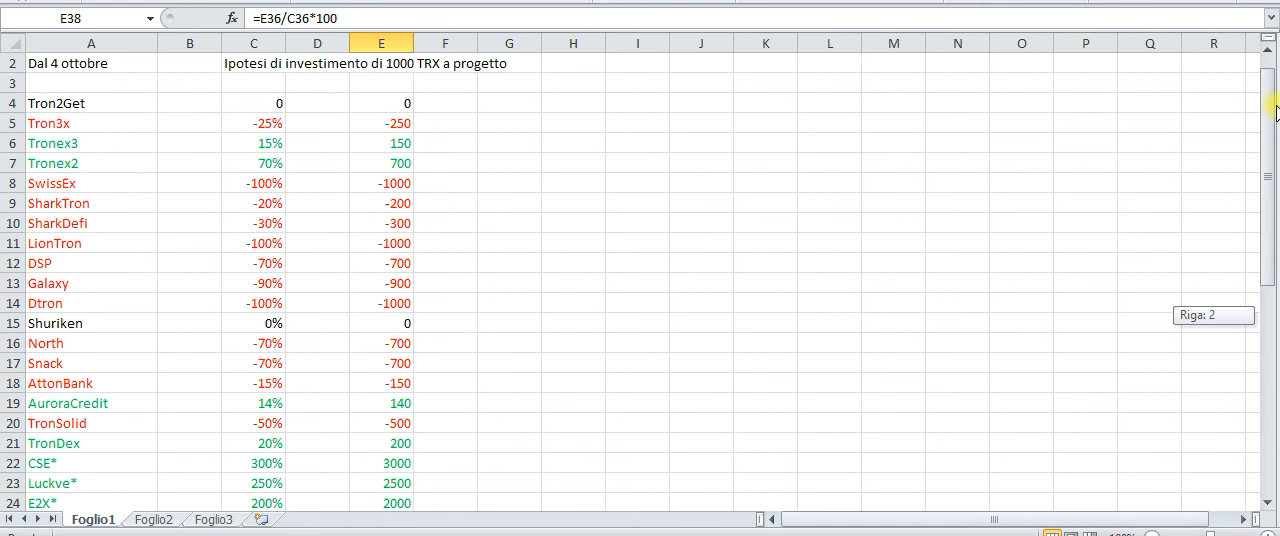 E38 fx =E36/C36*100
A B C D E F G H I J K L M N O P Q R
2 Dal 4 ottobre Ipotesi di investimento di 1000 TRX a progetto
3
4 Tron2Get 0 0
5 Tron3x -25% -250
6 Tronex3 15% 150
7 Tronex2 70% 700
8 SwissEx -100% -1000
9 SharkTron -20% -200
10 SharkDefi -30% -300
11 LionTron -100% -1000
12 DSP -70% -700
13 Galaxy -90% -900
14 Dtron -100% -1000
15 Shuriken 0% 0
Riga: 2
16 North -70% -700
17 Snack -70% -700
18 AttonBank -15% -150
19 AuroraCredit 14% 140
20 TronSolid -50% -500
21 TronDex 20% 200
22 CSE* 300% 3000
23 Luckve* 250% 2500
24 E2X* 200% 2000
Foglio1 Foglio2 Foglio3